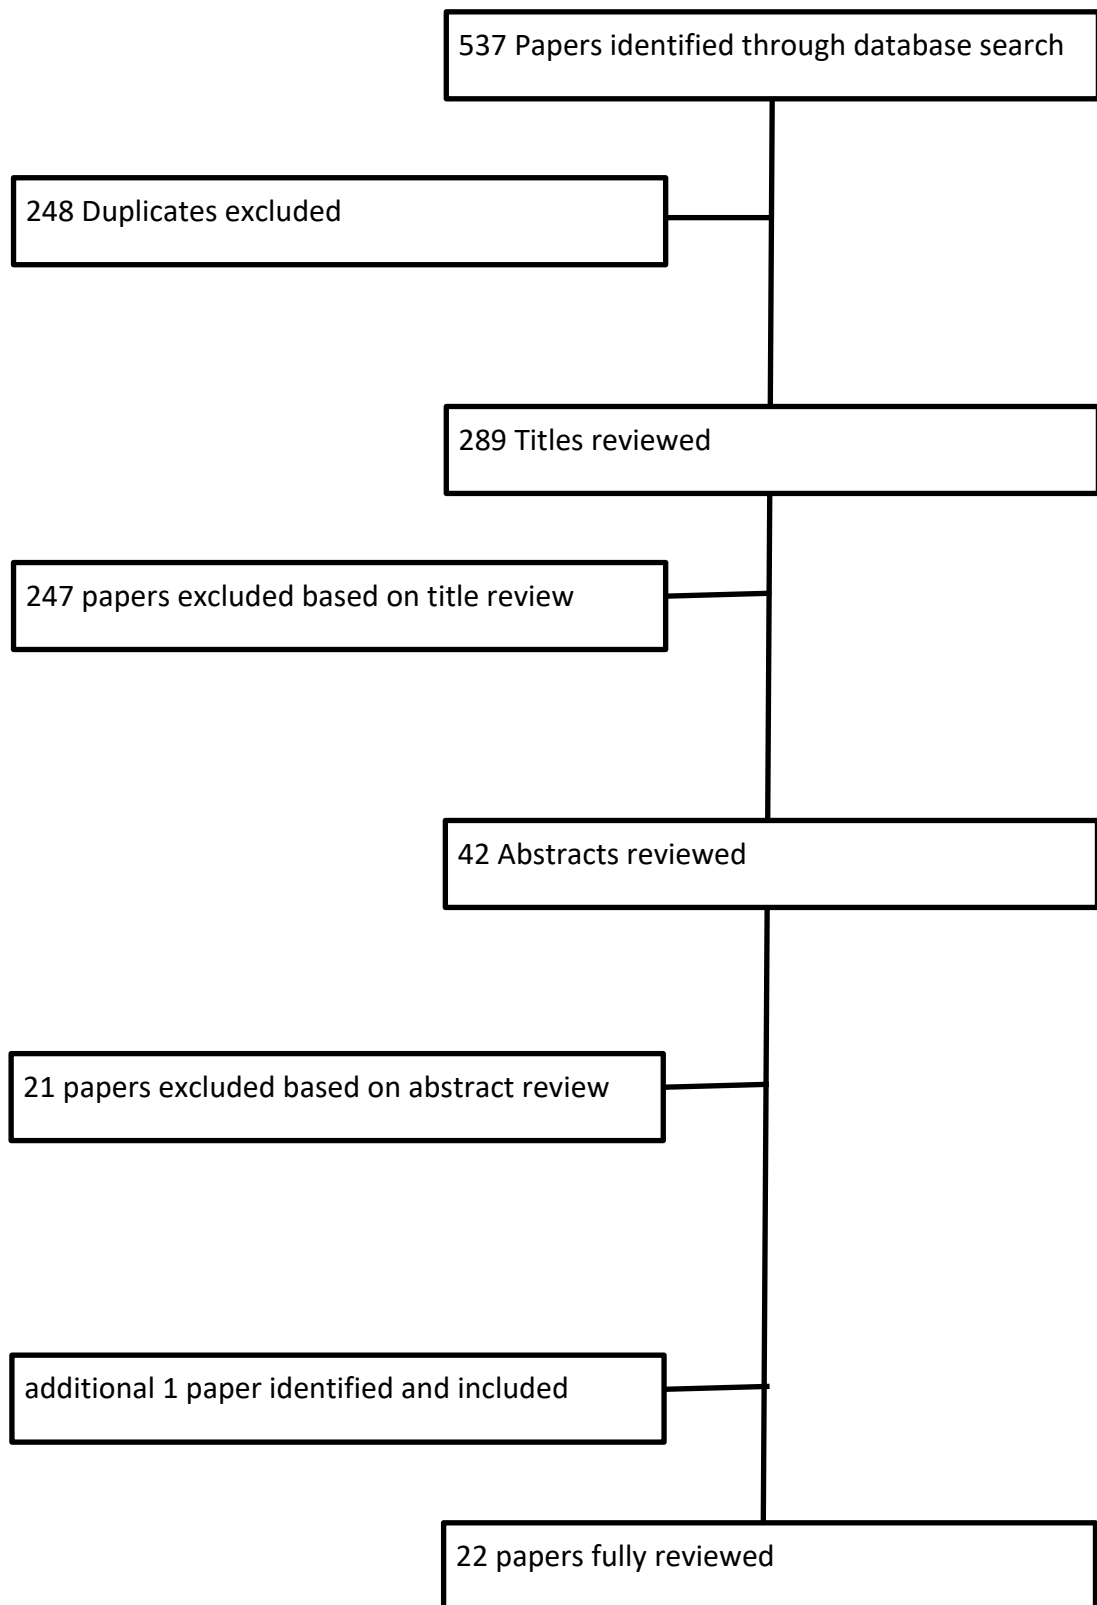 537 Papers identified through database search
248 Duplicates excluded
289 Titles reviewed
247 papers excluded based on title review
42 Abstracts reviewed
21 papers excluded based on abstract review
additional 1 paper identified and included
22 papers fully reviewed